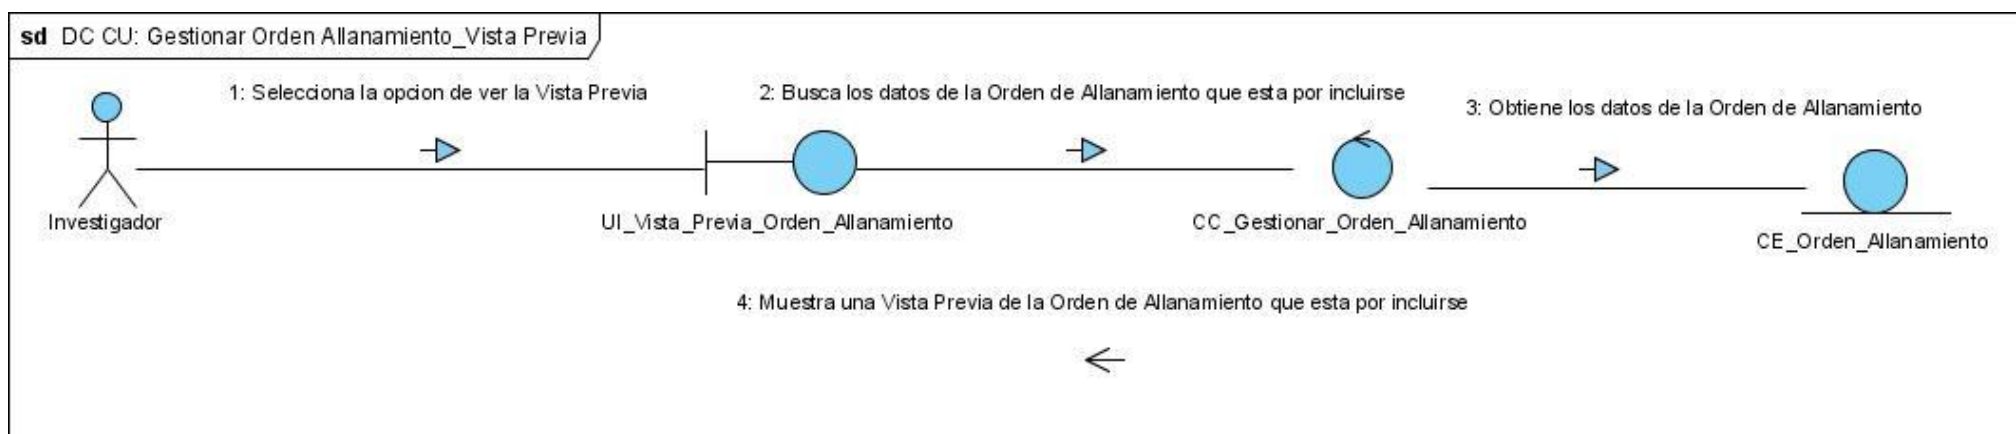 sd DC CU: Gestionar Orden Allanamiento_Vista Previa
1: Selecciona la opcion de ver la Vista Previa
2: Busca los datos de la Orden de Allanamiento que esta por incluirse
3: Obtiene los datos de la Orden de Allanamiento
Investigador
UI_Vista_Previa_Orden_Allanamiento
CC_Gestionar_Orden_Allanamiento
CE_Orden_Allanamiento
4: Muestra una Vista Previa de la Orden de Allanamiento que esta por incluirse